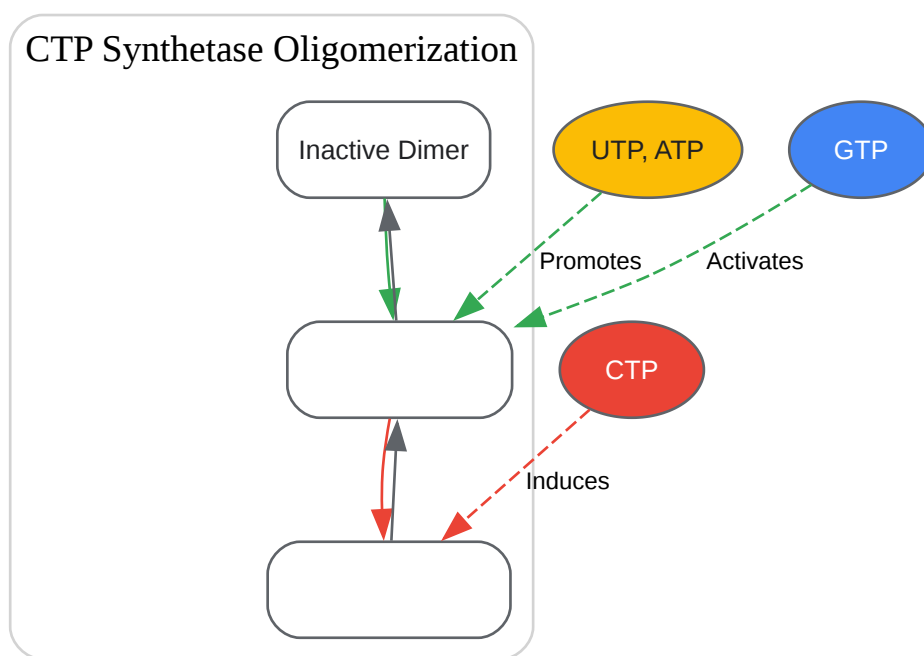 CTP Synthetase Oligomerization
Inactive Dimer
UTP, ATP
GTP
Promotes
Activates
CTP
Induces